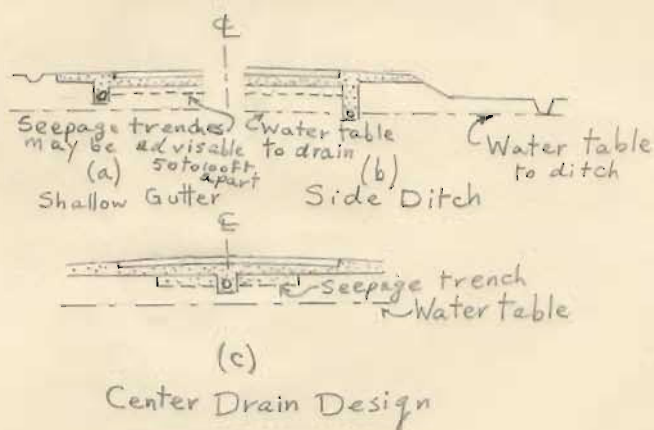 ℄
Seepage trenches
may be advisable
50 to 100 ft.
apart
(a)
Shallow Gutter
Water table
to drain
(b)
Side Ditch
Water table
to ditch
℄
Seepage trench
Water table
(c)
Center Drain Design